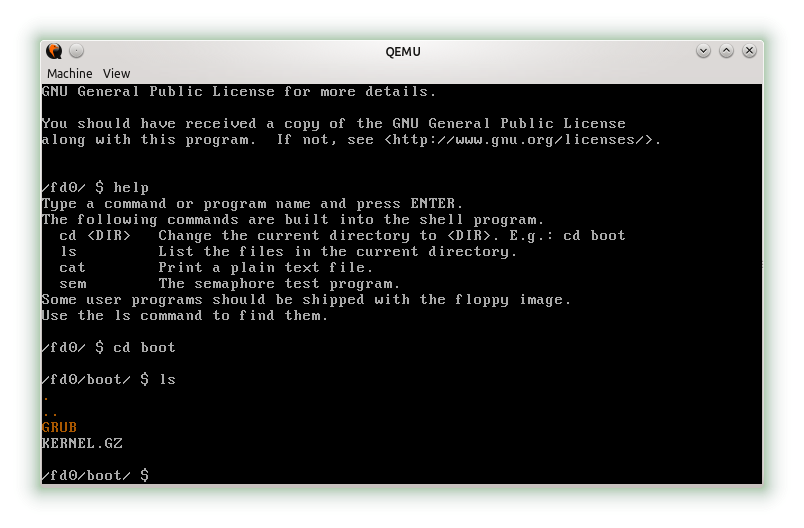 QEMU
Machine View
GNU General Public License for more details.
You should have received a copy of the GNU General Public License
along with this program.  If not, see <http://www.gnu.org/licenses/>.
/fd0/ $ help
Type a command or program name and press ENTER.
The following commands are built into the shell program.
  cd <DIR>   Change the current directory to <DIR>. E.g.: cd boot
  ls         List the files in the current directory.
  cat        Print a plain text file.
  sem        The semaphore test program.
Some user programs should be shipped with the floppy image.
Use the ls command to find them.
/fd0/ $ cd boot
/fd0/boot/ $ ls
.
..
GRUB
KERNEL.GZ
/fd0/boot/ $